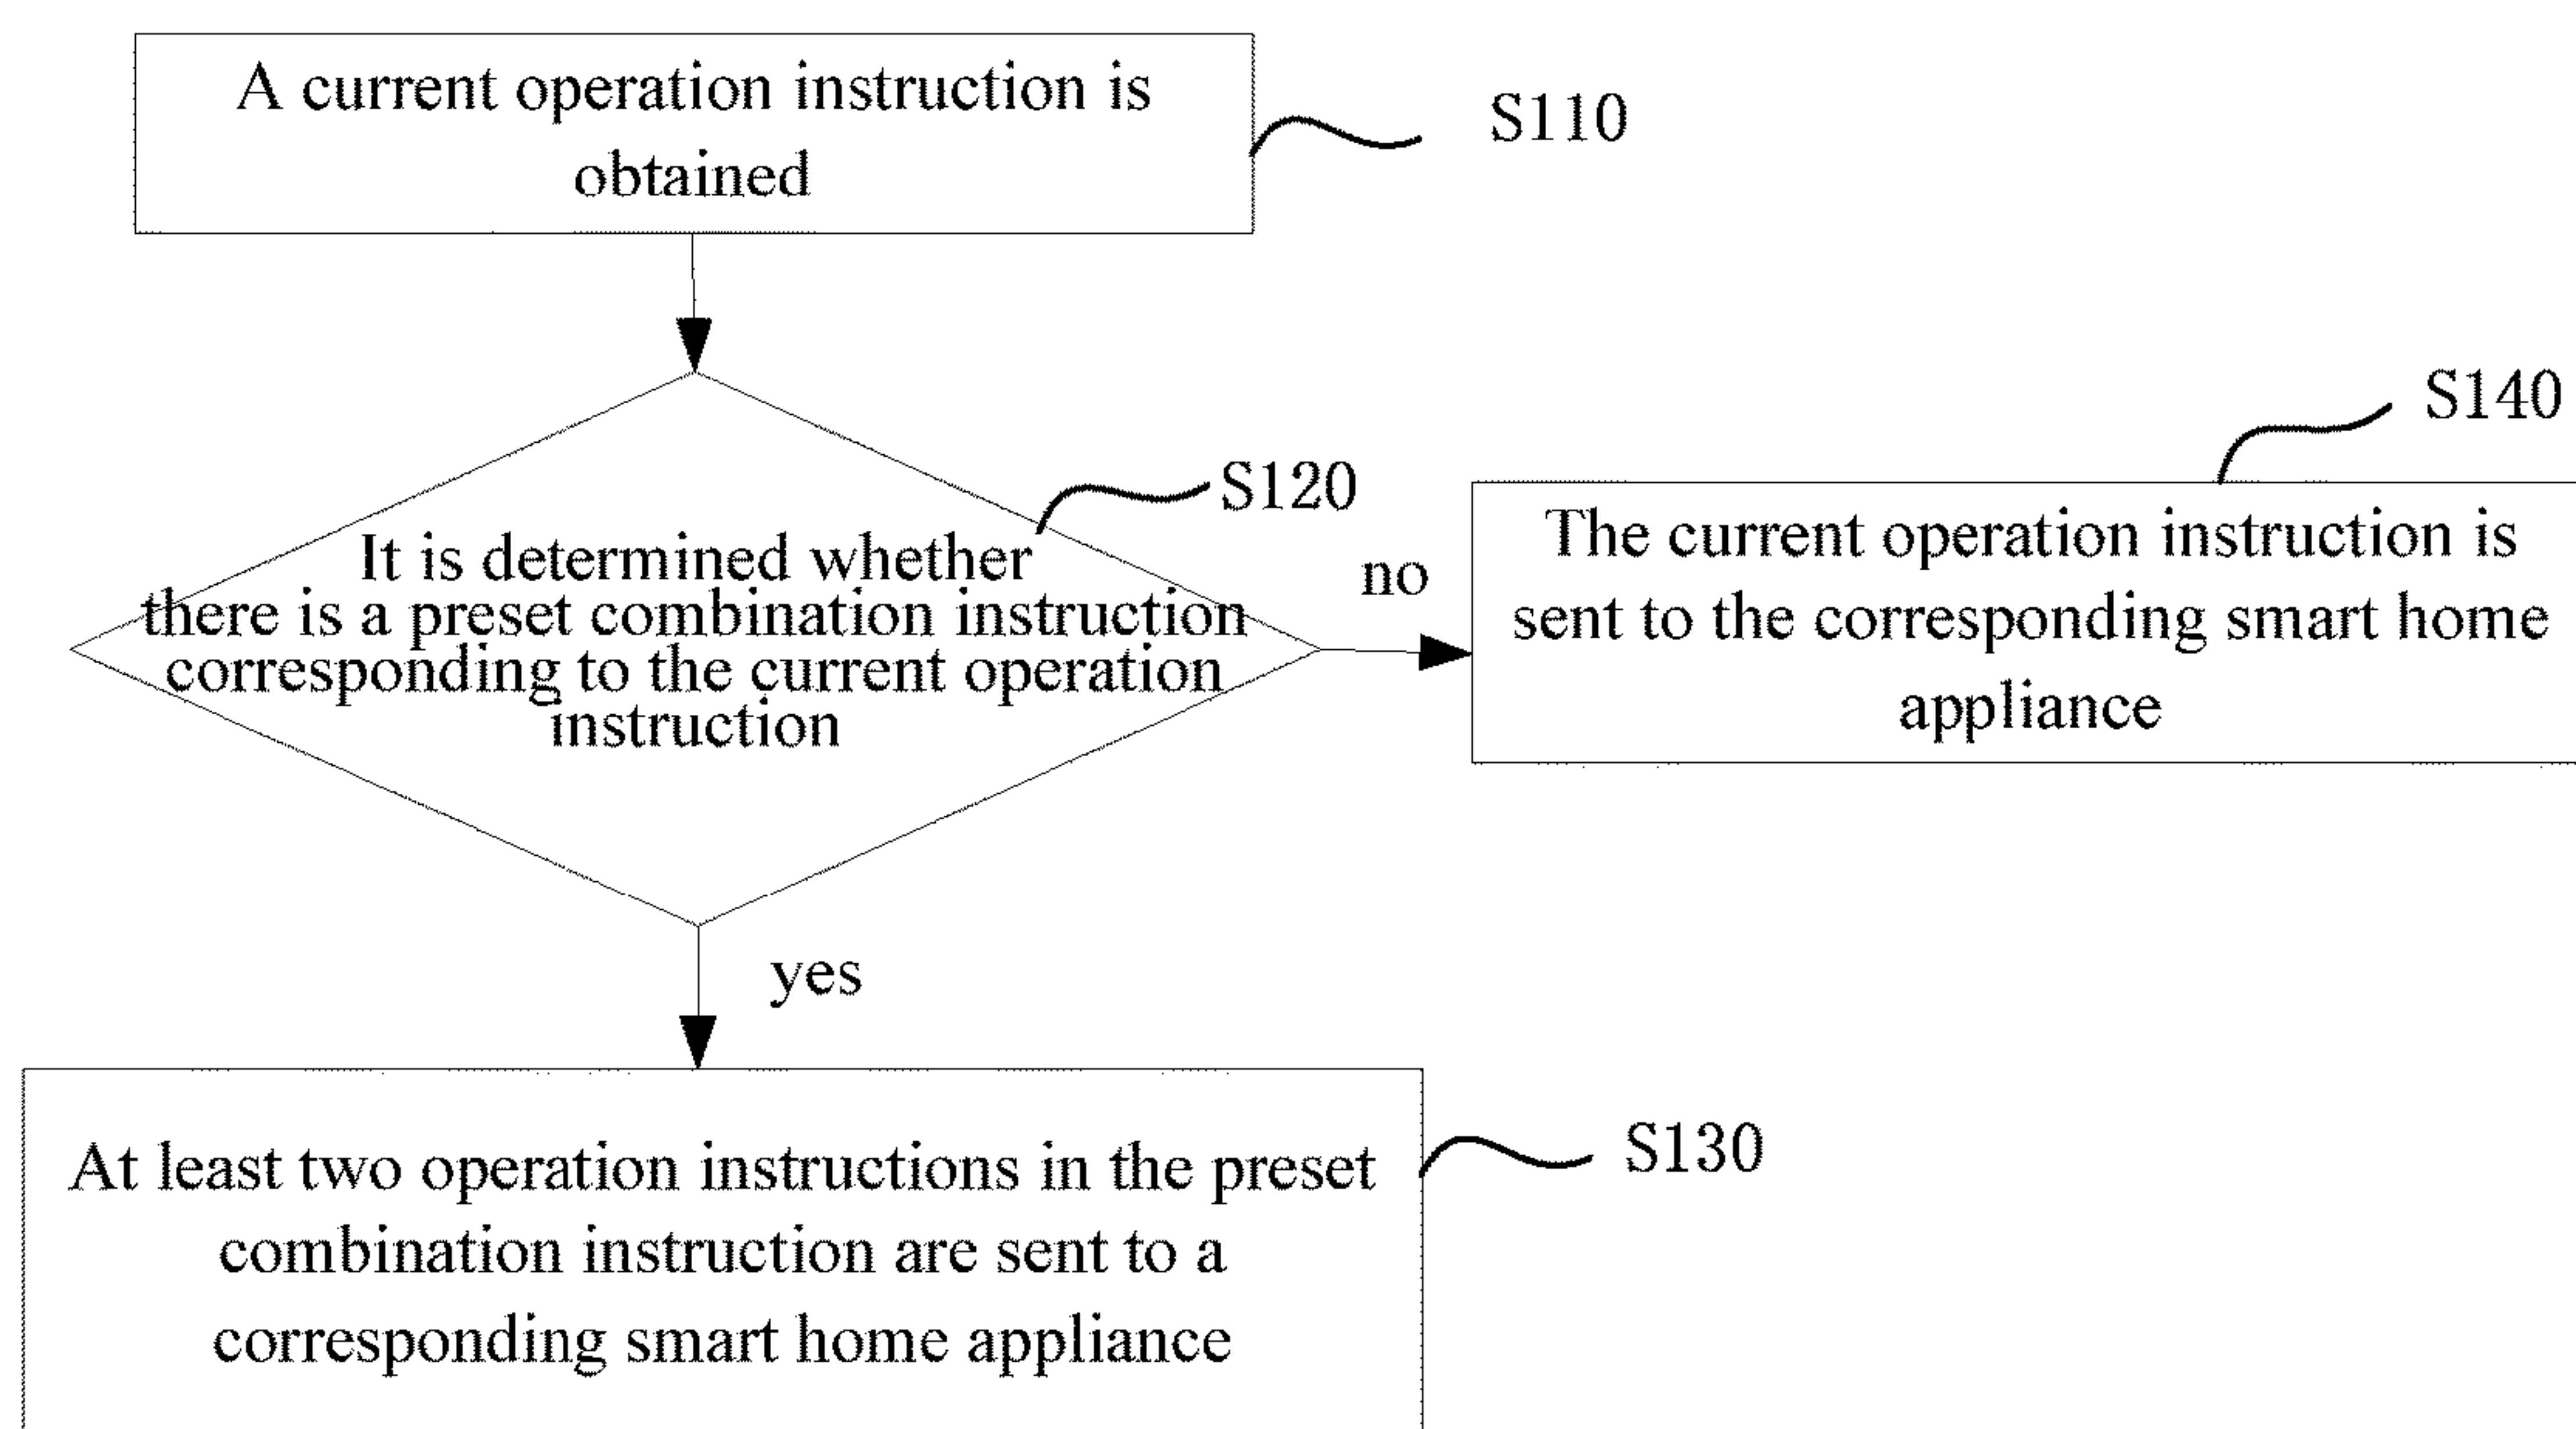 A current operation instruction is
obtained
S110
S120
It is determined whether
there is a preset combination instruction
corresponding to the current operation
instruction
no
S140
The current operation instruction is
sent to the corresponding smart home
appliance
yes
At least two operation instructions in the preset
combination instruction are sent to a
corresponding smart home appliance
S130